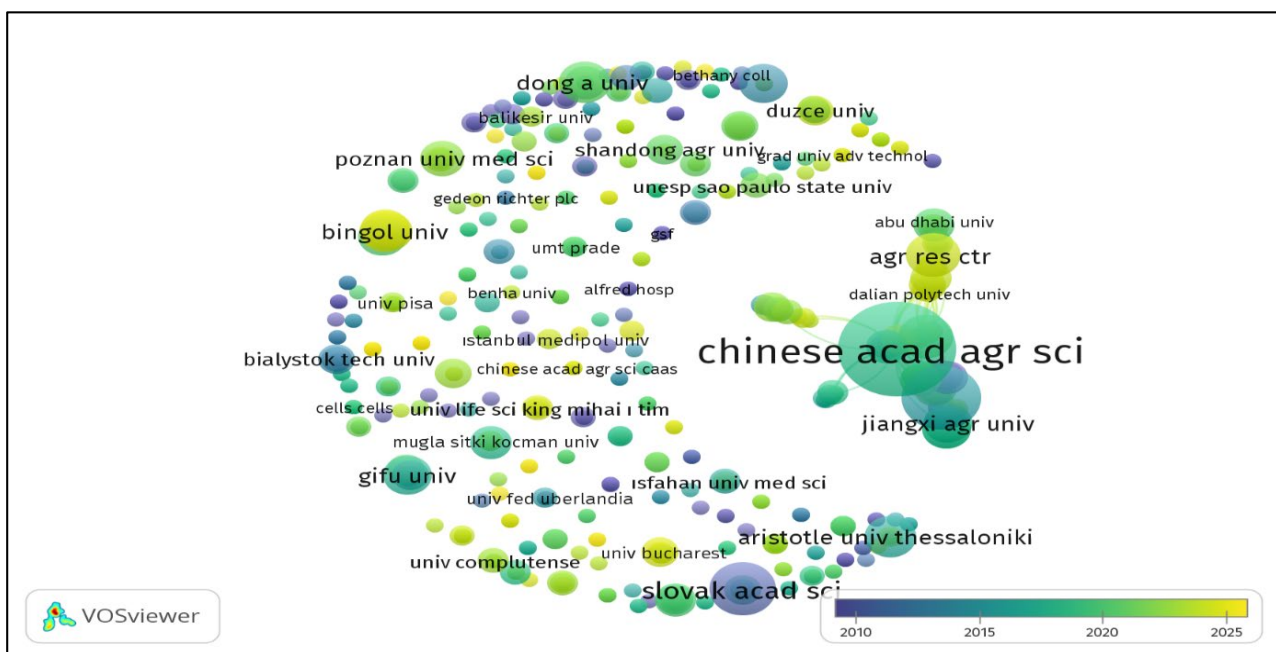 dong a univ
bethany coll
balikesir univ
duzce univ
poznan univ med sci
shandong agr univ
grad univ adv technol
unesp sao paulo state univ
gedeon richter plc
abu dhabi univ
bingol univ
gsf
umt prade
agr res ctr
alfred hosp
dalian polytech univ
benha univ
univ pisa
ıstanbul medipol univ
chinese acad agr sci
bialystok tech univ
chinese acad agr sci caas
cells cells
univ life sci king mihai ı tim
jiangxi agr univ
mugla sitki kocman univ
gifu univ
ısfahan univ med sci
univ fed uberlandia
aristotle univ thessaloniki
univ bucharest
univ complutense
slovak acad sci
VOSviewer
2010 2015 2020 2025